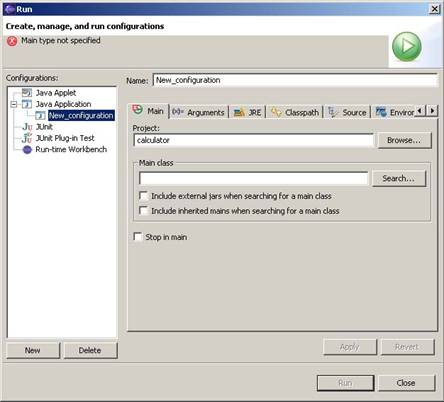 Run
Create, manage, and run configurations
Main type not specified
Configurations:
Java Applet
Java Application
New_configuration
JUnit
JUnit Plug-in Test
Run-time Workbench
New
Delete
Name:
New_configuration
Main
(x)= Arguments
JRE
Classpath
Source
Environ
Project:
calculator
Browse...
Main class
Search...
Include external jars when searching for a main class
Include inherited mains when searching for a main class
Stop in main
Apply
Revert
Run
Close